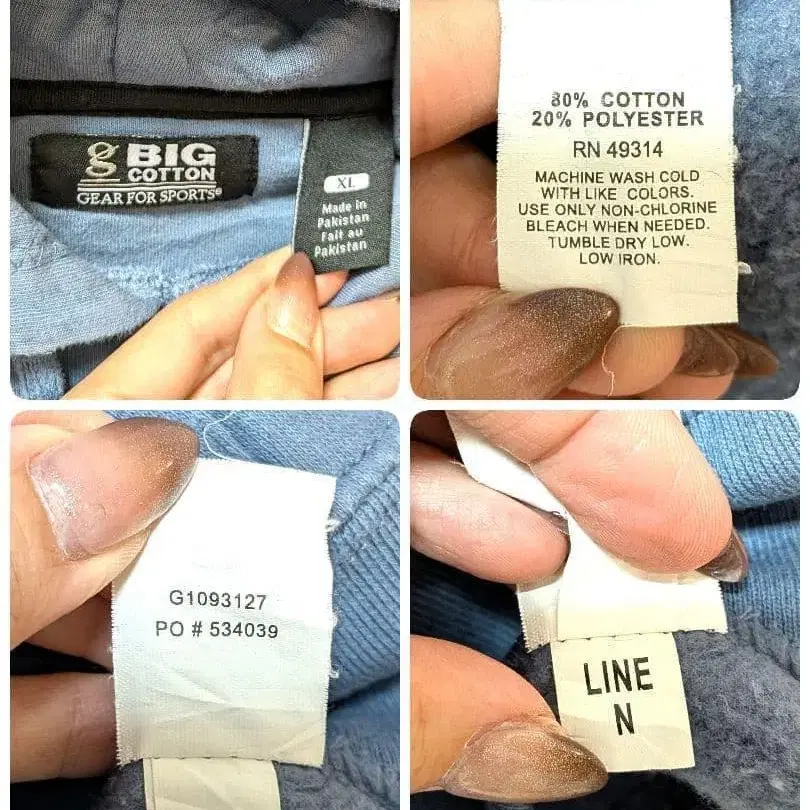 g BIG
COTTON
GEAR FOR SPORTS®
XL
Made in
Pakistan
Fait au
Pakistan
80% COTTON
20% POLYESTER
RN 49314
MACHINE WASH COLD
WITH LIKE COLORS.
USE ONLY NON-CHLORINE
BLEACH WHEN NEEDED.
TUMBLE DRY LOW.
LOW IRON.
G1093127
PO # 534039
LINE
N